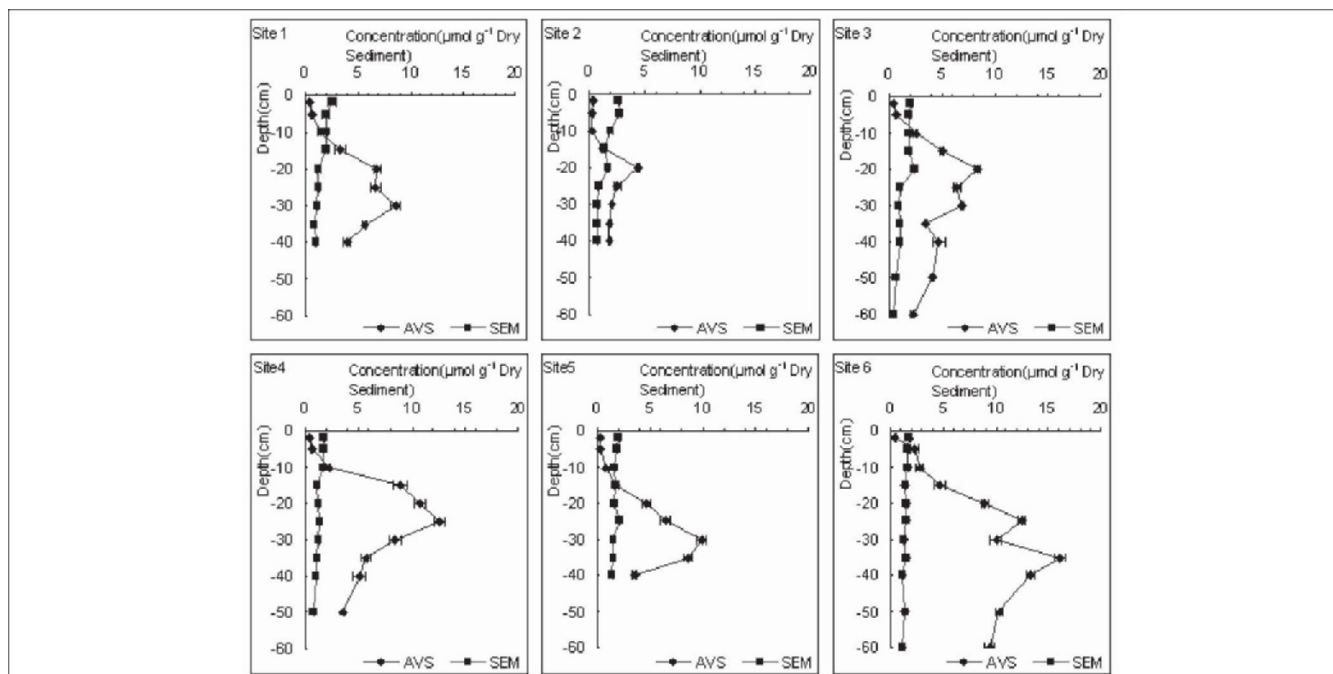 Site 1
Concentration(µmol g⁻¹ Dry
Sediment)
0 5 10 15 20
Depth(cm)
0
-10
-20
-30
-40
-50
-60
AVS SEM
Site 2
Concentration(µmol g⁻¹ Dry
Sediment)
0 5 10 15 20
Depth(cm)
0
-10
-20
-30
-40
-50
-60
AVS SEM
Site 3
Concentration(µmol g⁻¹ Dry
Sediment)
0 5 10 15 20
Depth(cm)
0
-10
-20
-30
-40
-50
-60
AVS SEM
Site4
Concentration(µmol g⁻¹ Dry
Sediment)
0 5 10 15 20
Depth(cm)
0
-10
-20
-30
-40
-50
-60
AVS SEM
Site5
Concentration(µmol g⁻¹ Dry
Sediment)
0 5 10 15 20
Depth(cm)
0
-10
-20
-30
-40
-50
-60
AVS SEM
Site 6
Concentration(µmol g⁻¹ Dry
Sediment)
0 5 10 15 20
Depth(cm)
0
-10
-20
-30
-40
-50
-60
AVS SEM